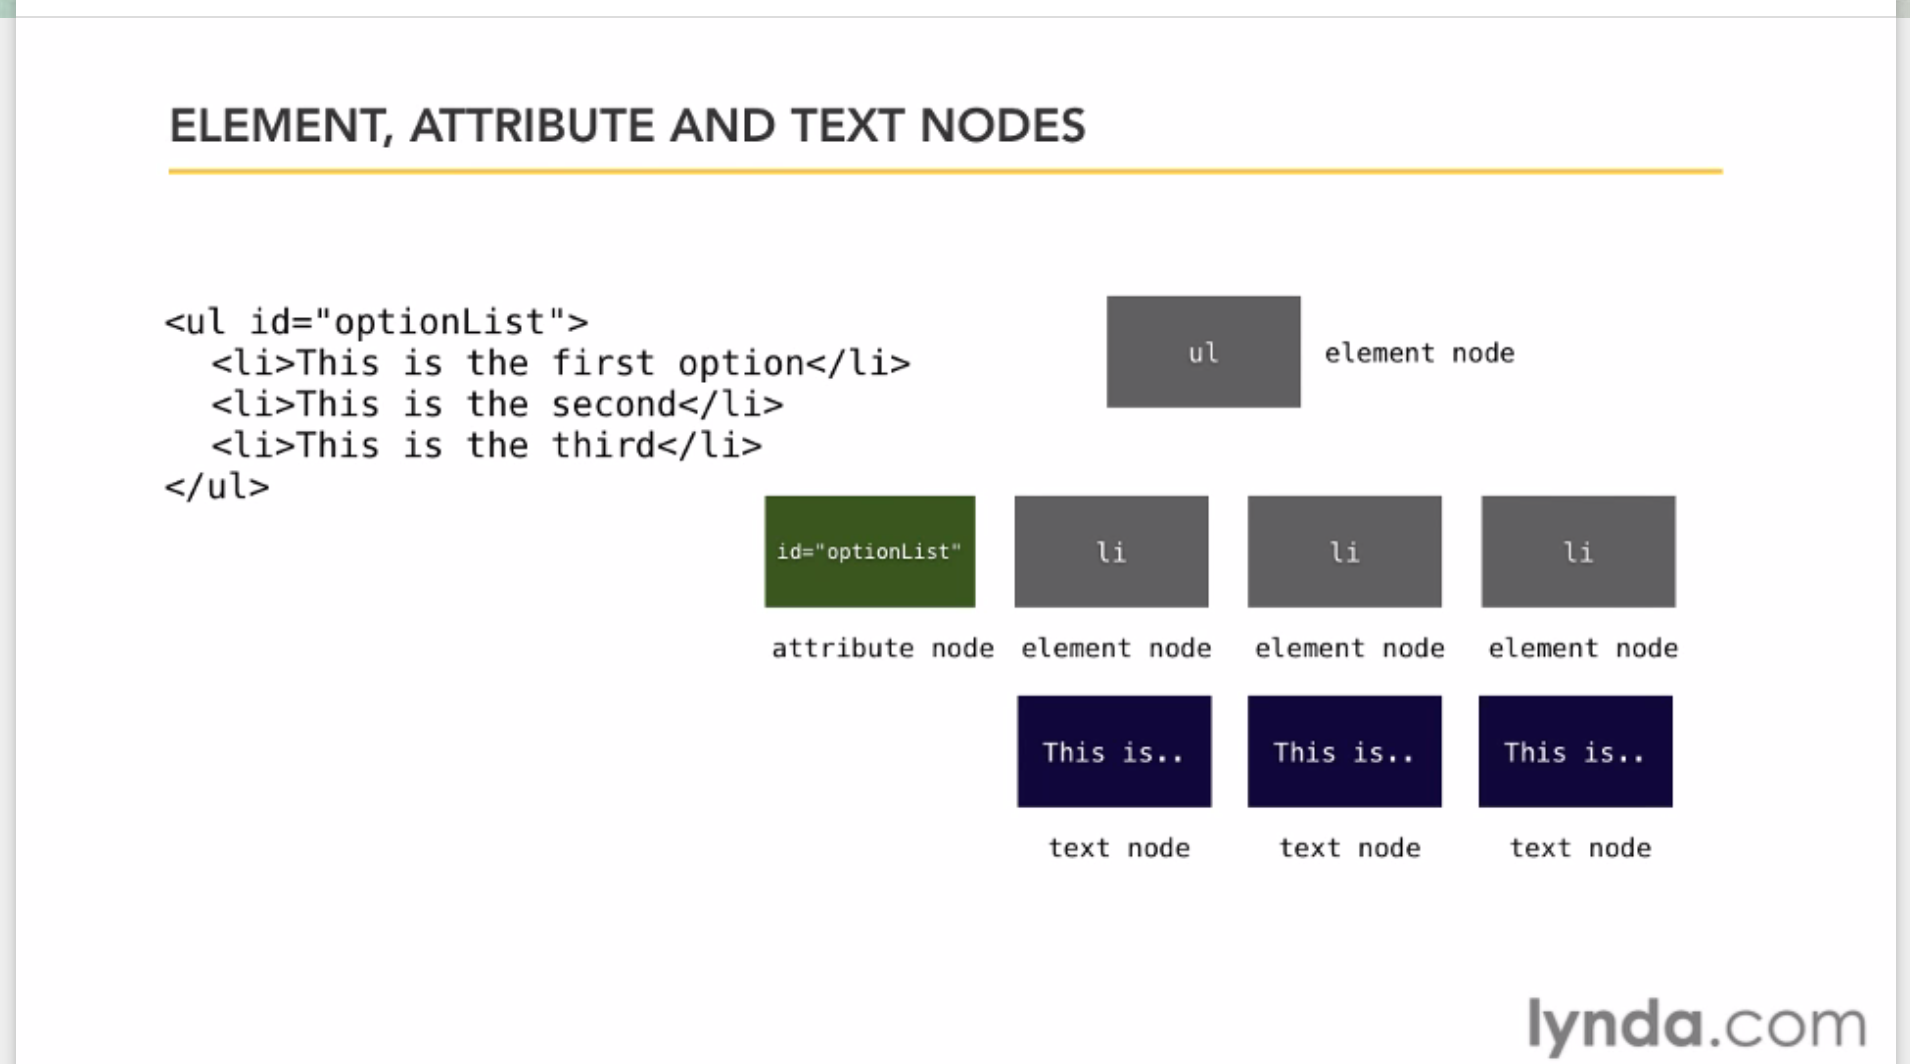 ELEMENT, ATTRIBUTE AND TEXT NODES
<ul id="optionList">
<li>This is the first option</li>
<li>This is the second</li>
<li>This is the third</li>
</ul>
ul element node
id="optionList" li li li
attribute node element node element node element node
This is.. This is.. This is..
text node text node text node
lynda.com